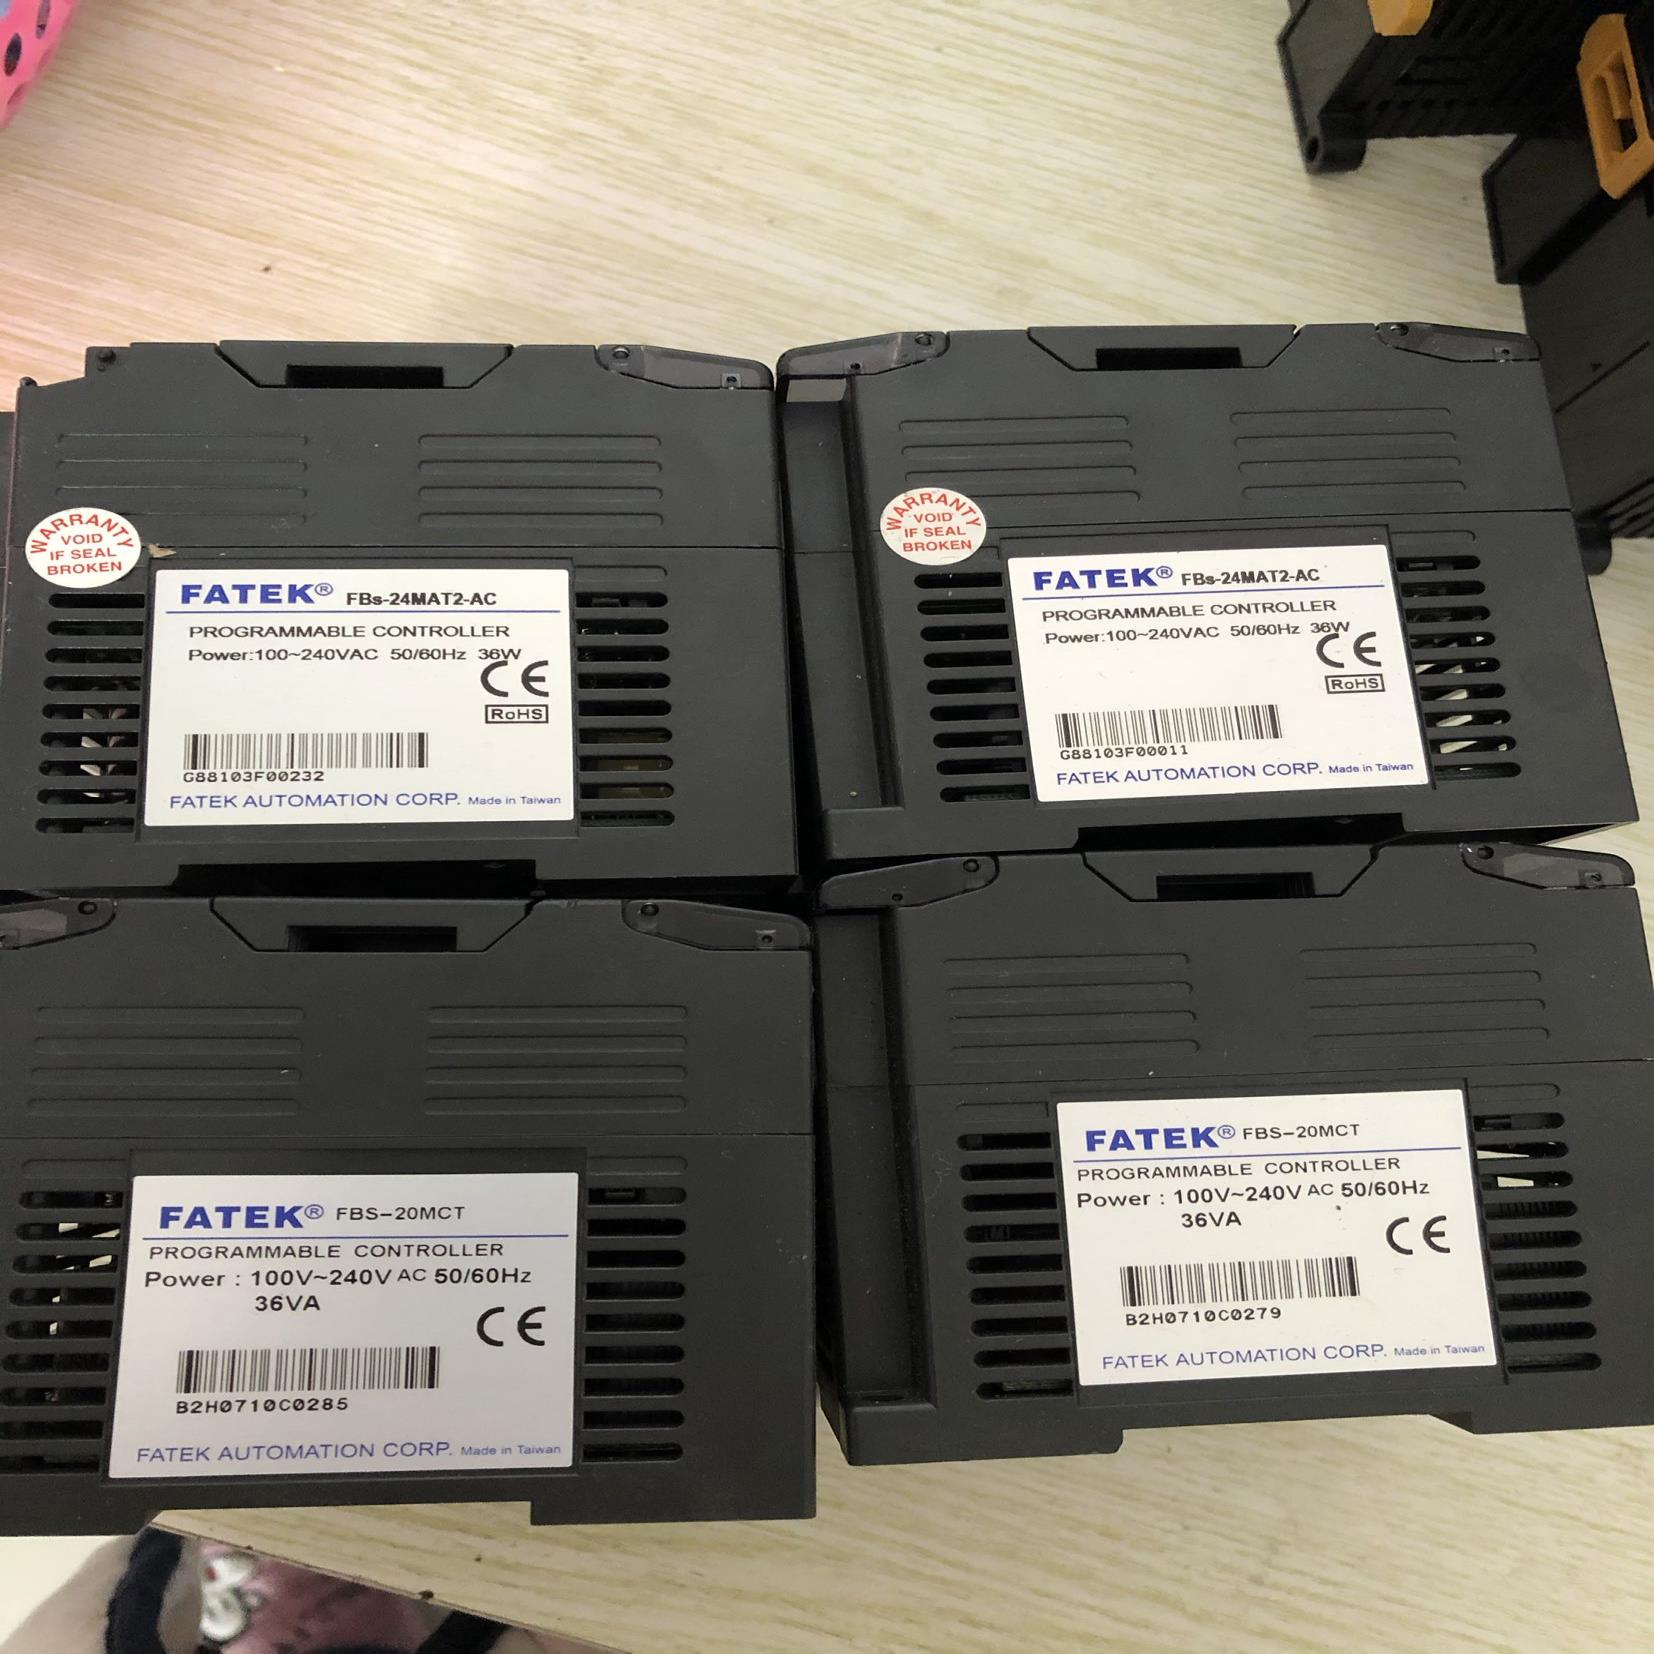 WARRANTY
VOID
IF SEAL
BROKEN
FATEK® FBs-24MAT2-AC
PROGRAMMABLE CONTROLLER
Power:100~240VAC 50/60Hz 36W
CE
RoHS
G88103F00232
FATEK AUTOMATION CORP. Made in Taiwan
WARRANTY
VOID
IF SEAL
BROKEN
FATEK® FBs-24MAT2-AC
PROGRAMMABLE CONTROLLER
Power:100~240VAC 50/60Hz 36W
CE
RoHS
G88103F00011
FATEK AUTOMATION CORP. Made in Taiwan
FATEK® FBS-20MCT
PROGRAMMABLE CONTROLLER
Power : 100V~240V AC 50/60Hz
36VA
CE
B2H0710C0285
FATEK AUTOMATION CORP. Made in Taiwan
FATEK® FBS-20MCT
PROGRAMMABLE CONTROLLER
Power : 100V~240V AC 50/60Hz
36VA
CE
B2H0710C0279
FATEK AUTOMATION CORP. Made in Taiwan